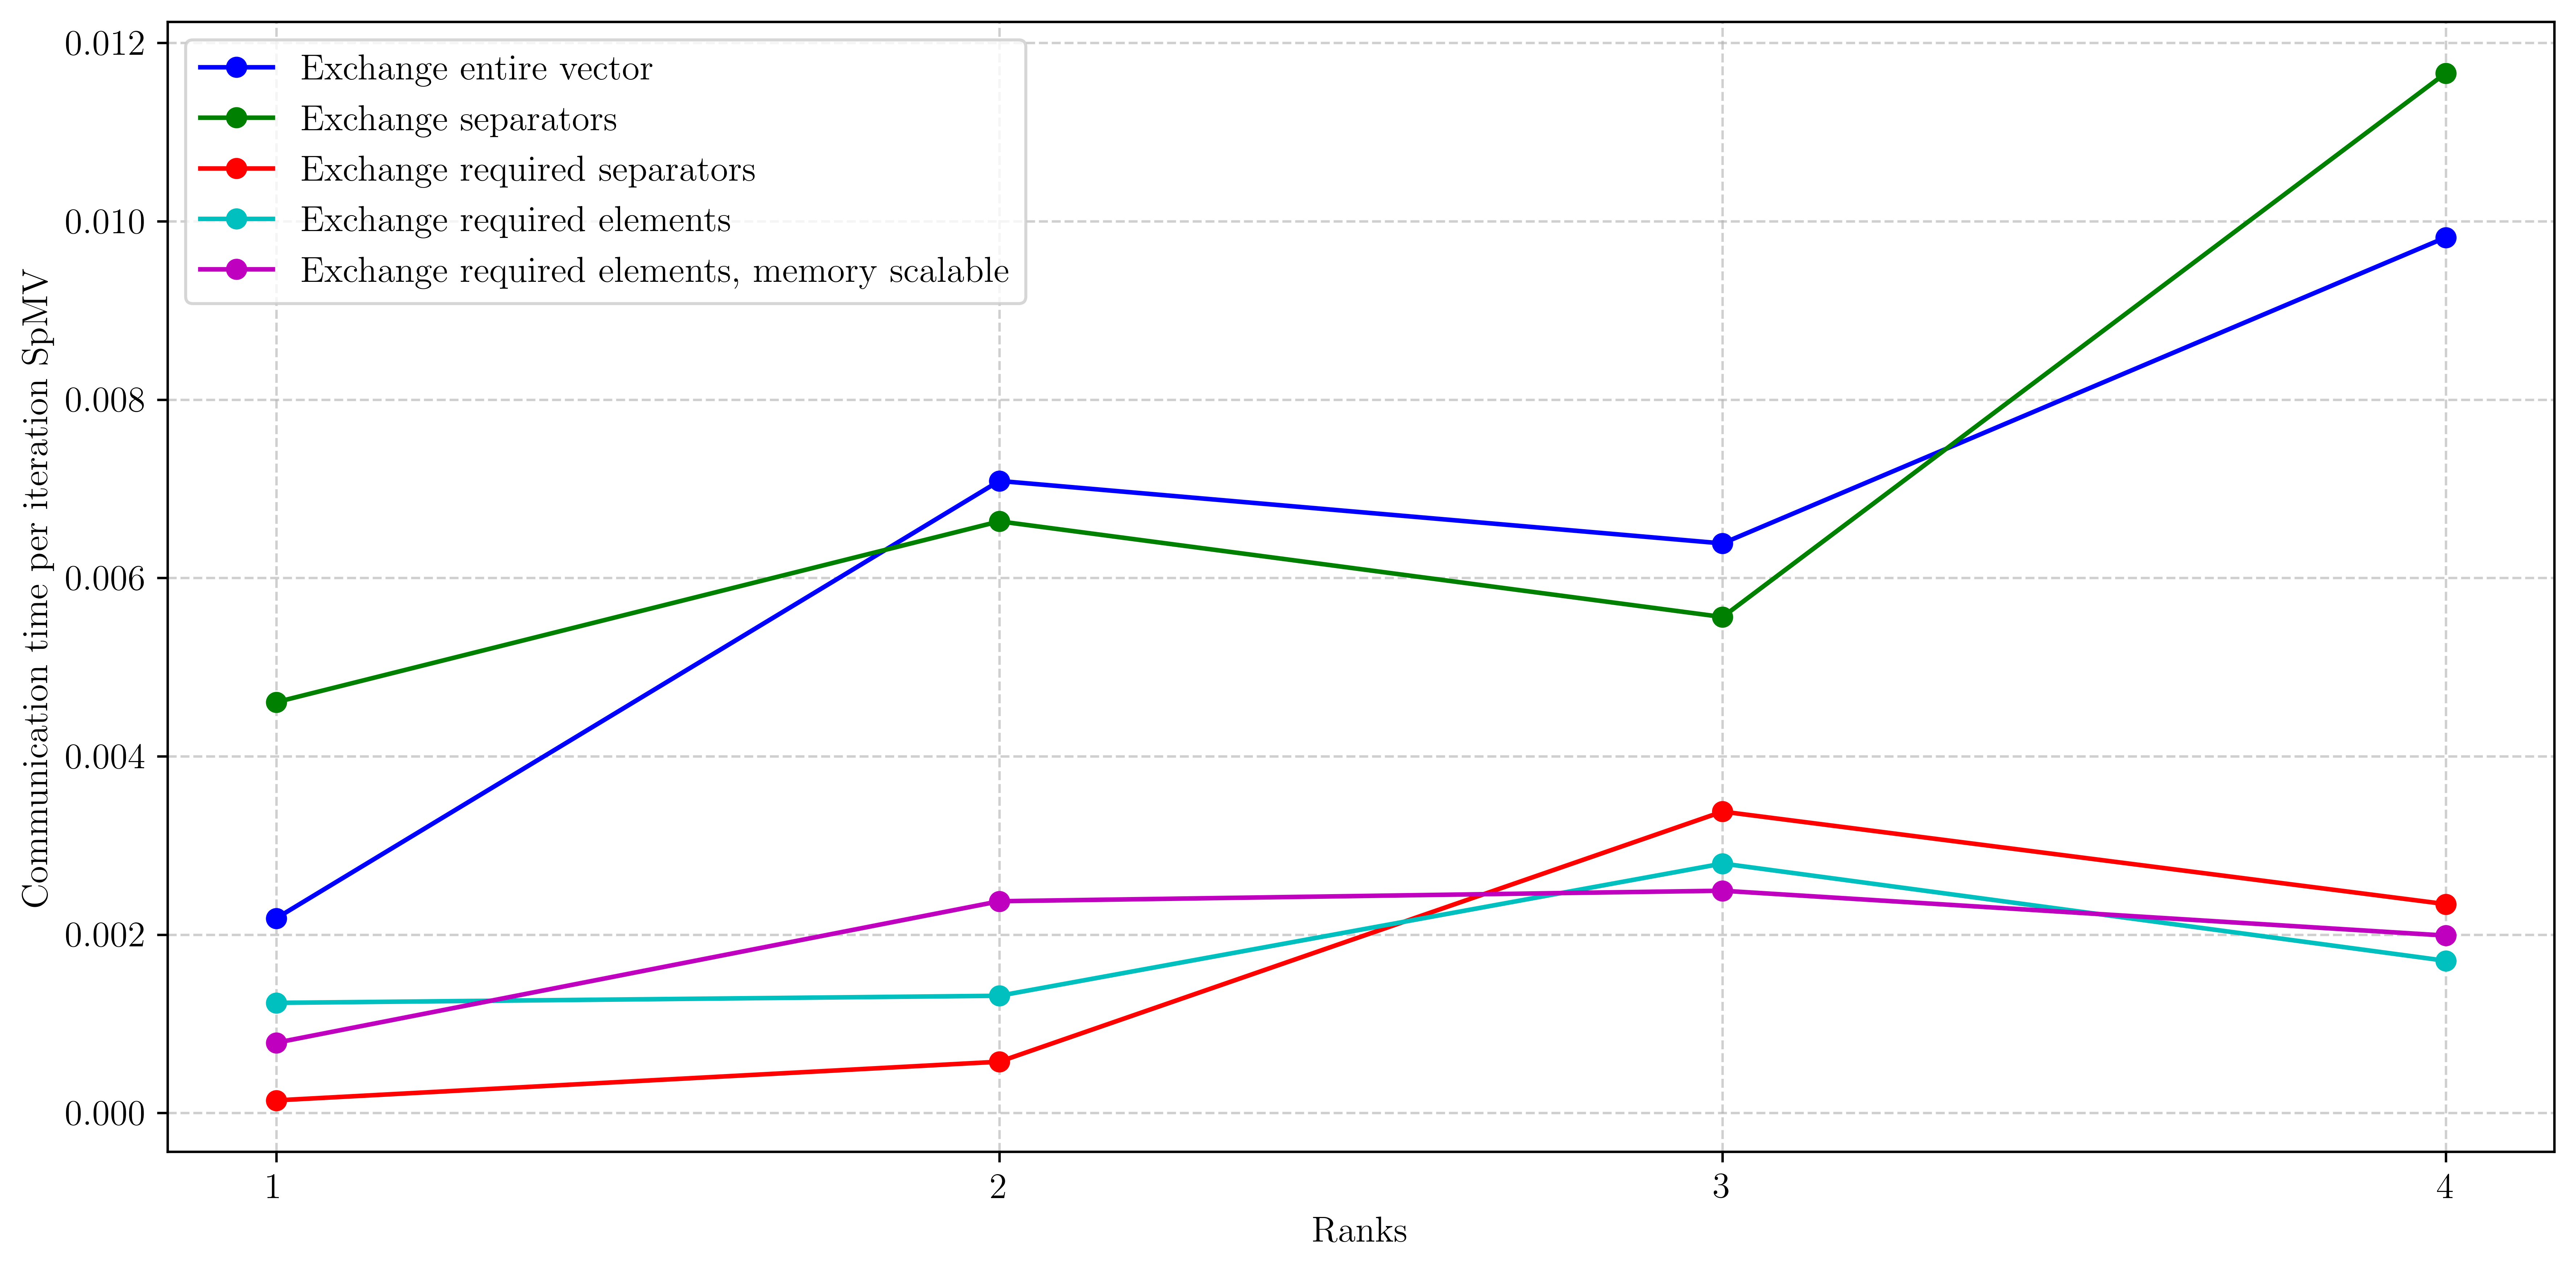 0.012
0.010
0.008
0.006
0.004
0.002
0.000
Communication time per iteration SpMV
Exchange entire vector
Exchange separators
Exchange required separators
Exchange required elements
Exchange required elements, memory scalable
1 2 3 4
Ranks